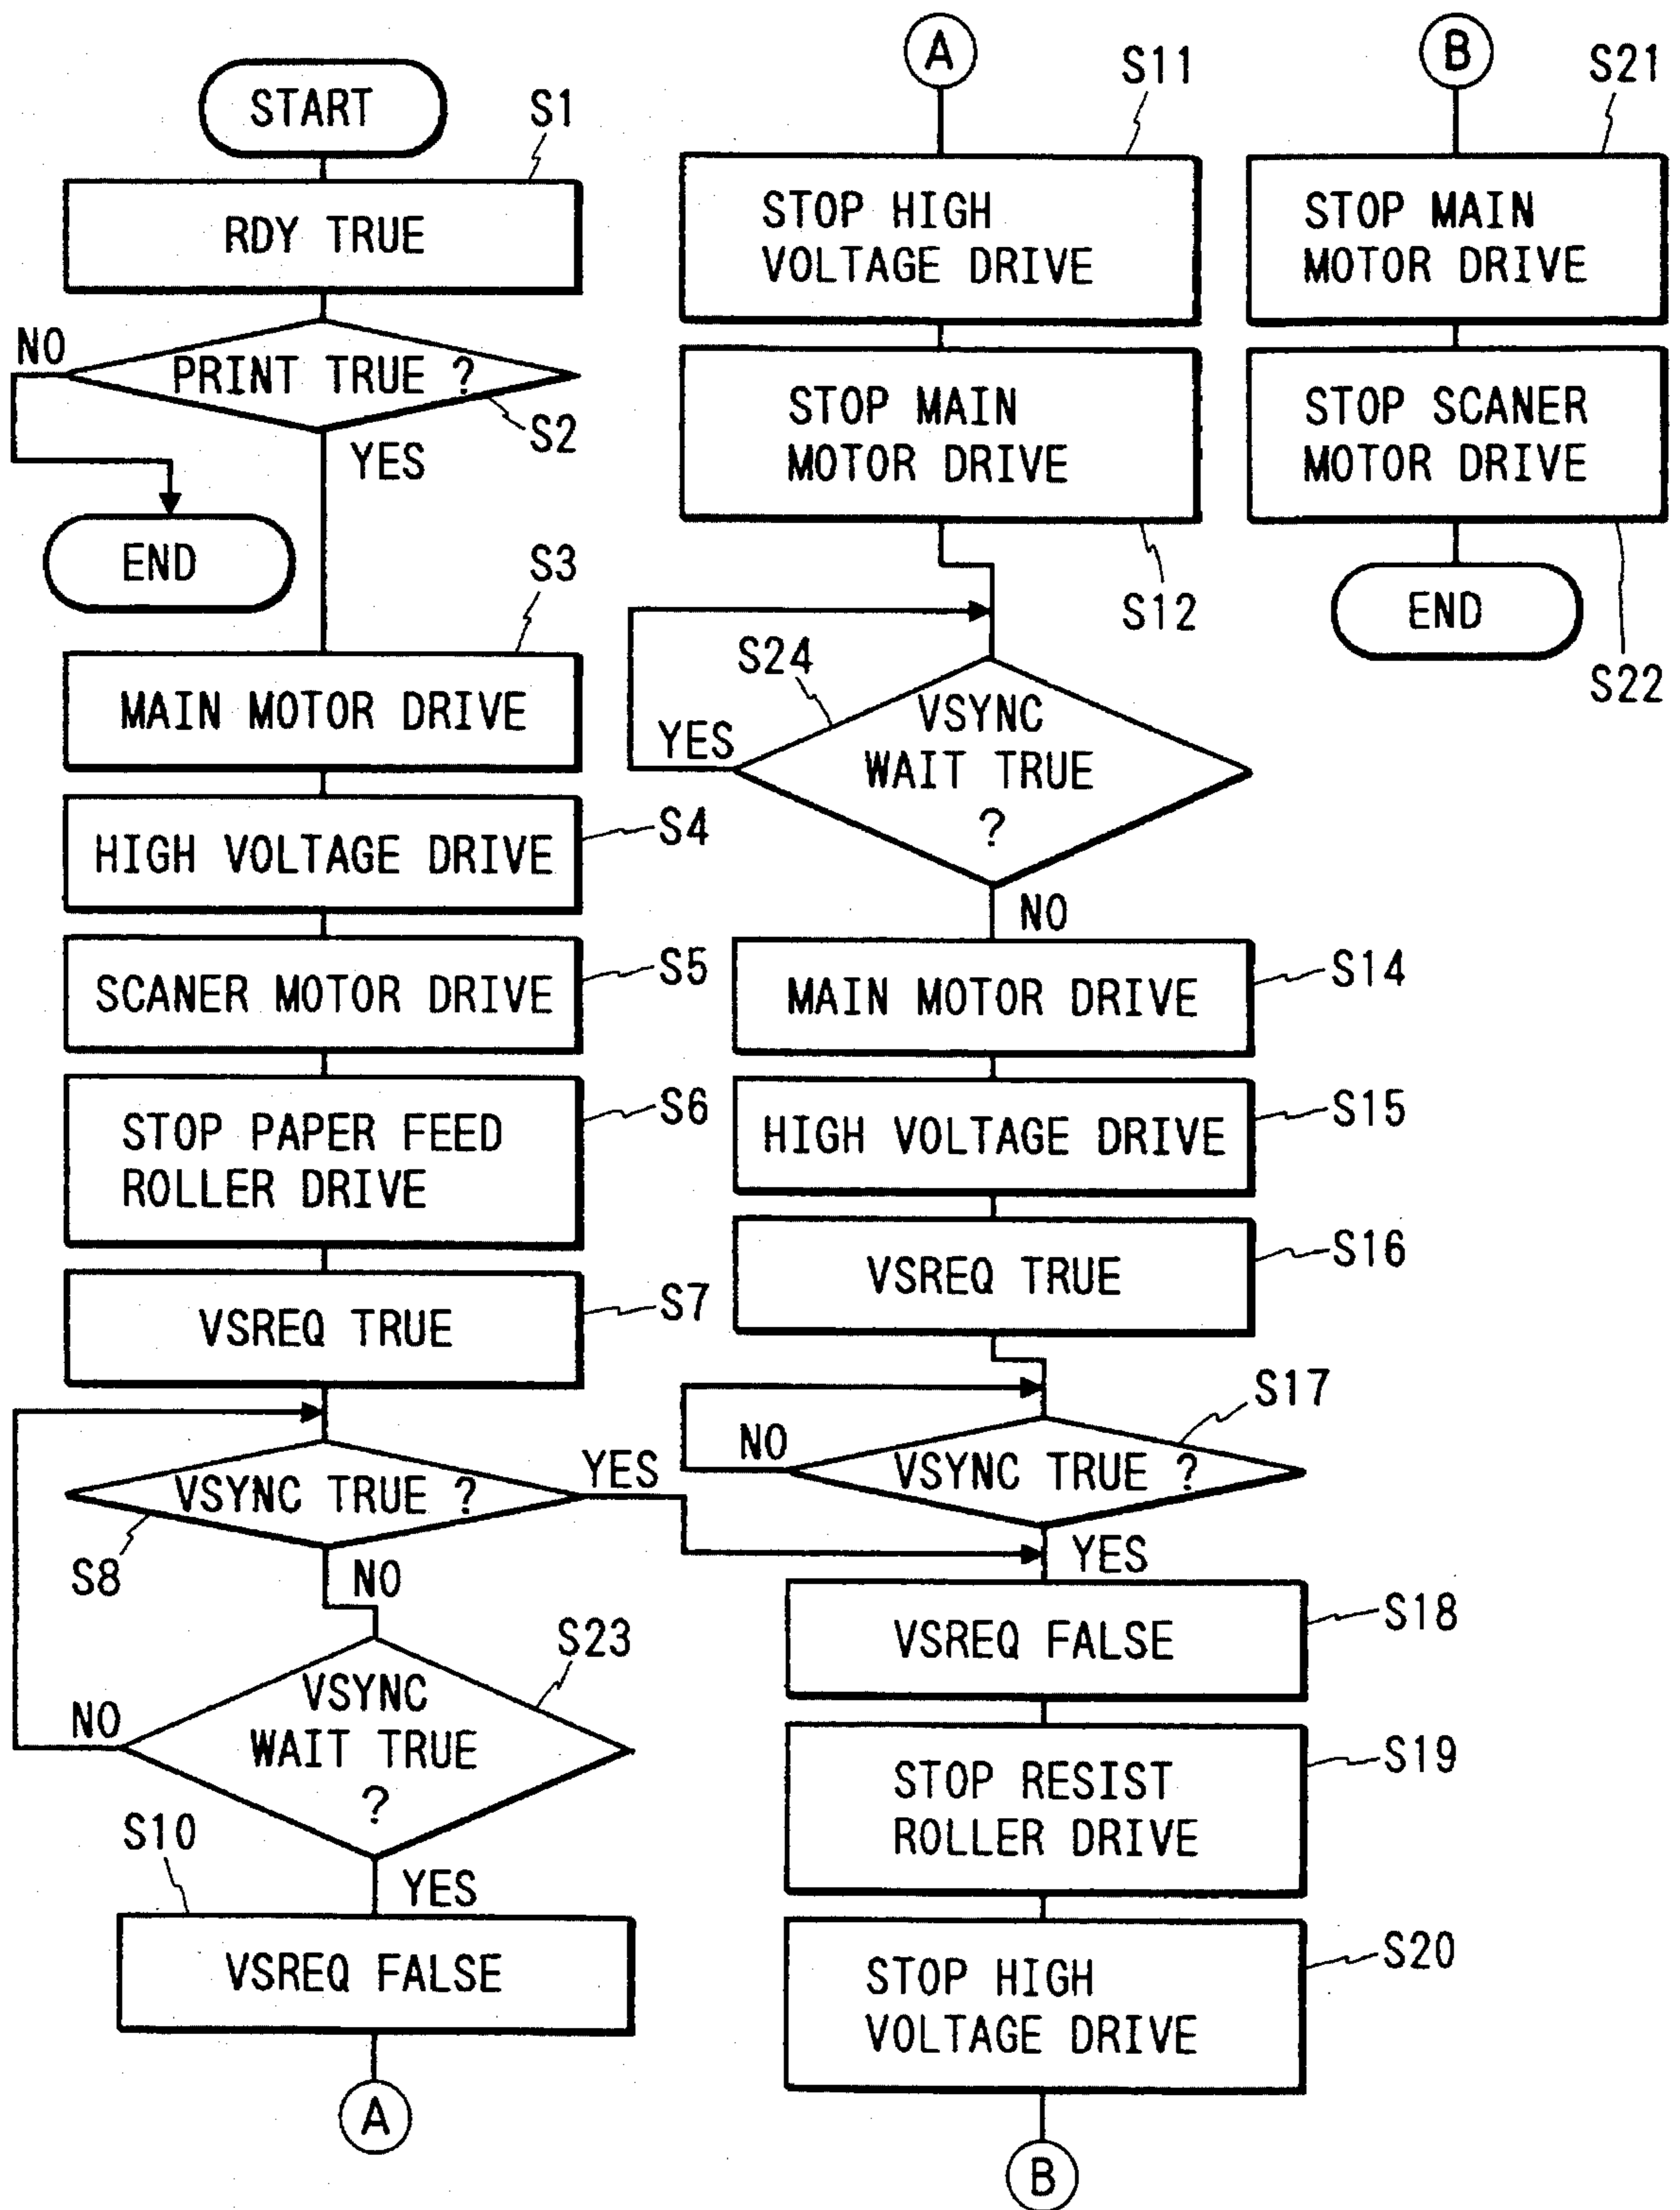 START
S1
RDY TRUE
NO
PRINT TRUE ?
S2
YES
END
S3
MAIN MOTOR DRIVE
HIGH VOLTAGE DRIVE
S4
SCANER MOTOR DRIVE
S5
STOP PAPER FEED
ROLLER DRIVE
S6
VSREQ TRUE
S7
VSYNC TRUE ?
YES
S8
NO
S23
VSYNC
WAIT TRUE
?
NO
S10
YES
VSREQ FALSE
A
A
S11
STOP HIGH
VOLTAGE DRIVE
STOP MAIN
MOTOR DRIVE
S12
S24
VSYNC
WAIT TRUE
?
YES
NO
MAIN MOTOR DRIVE
S14
HIGH VOLTAGE DRIVE
S15
VSREQ TRUE
S16
S17
NO
VSYNC TRUE ?
YES
VSREQ FALSE
S18
STOP RESIST
ROLLER DRIVE
S19
STOP HIGH
VOLTAGE DRIVE
S20
B
B
S21
STOP MAIN
MOTOR DRIVE
STOP SCANER
MOTOR DRIVE
S22
END